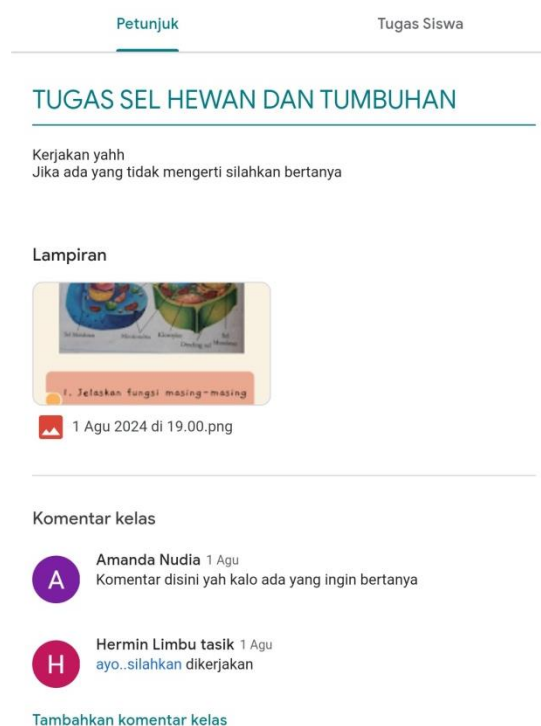 Petunjuk
Tugas Siswa
TUGAS SEL HEWAN DAN TUMBUHAN
Kerjakan yahh
Jika ada yang tidak mengerti silahkan bertanya
Lampiran
Dinding sel
1. Jelaskan fungsi masing-masing
1 Agu 2024 di 19.00.png
Komentar kelas
A
Amanda Nudia 1 Agu
Komentar disini yah kalo ada yang ingin bertanya
H
Hermin Limbu tasik 1 Agu
ayo..silahkan dikerjakan
Tambahkan komentar kelas